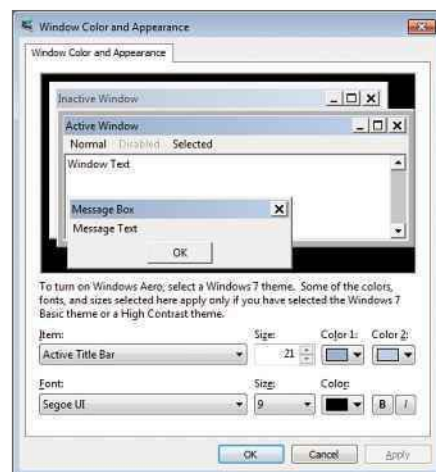 Window Color and Appearance
Window Color and Appearance
Inactive Window
Active Window
Normal Disabled Selected
Window Text
Message Box
Message Text
OK
To turn on Windows Aero, select a Windows 7 theme. Some of the colors,
fonts, and sizes selected here apply only if you have selected the Windows 7
Basic theme or a High Contrast theme.
Item: Size: Color 1: Color 2:
Active Title Bar 21
Font: Size: Color:
Segoe UI 9 B I
OK Cancel Apply